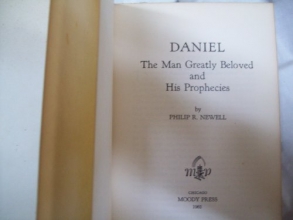 DANIEL
The Man Greatly Beloved
and
His Prophecies
by
PHILIP R. NEWELL
CHICAGO
MOODY PRESS